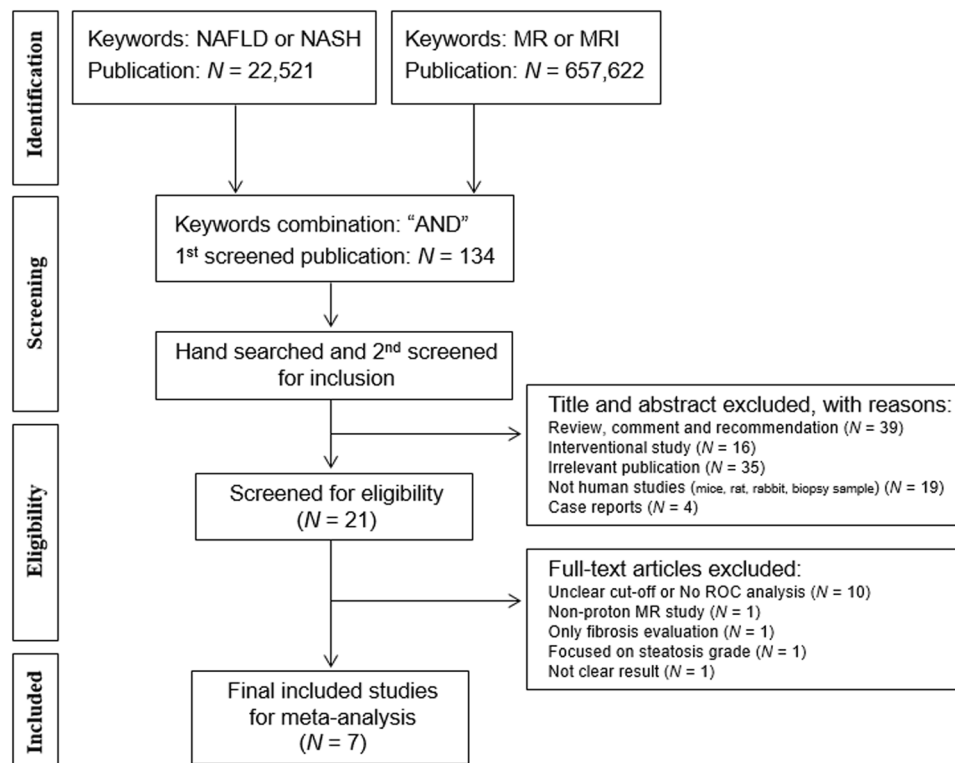 Identification
Keywords: NAFLD or NASH
Publication: N = 22,521
Keywords: MR or MRI
Publication: N = 657,622
Screening
Keywords combination: “AND”
1st screened publication: N = 134
Hand searched and 2nd screened
for inclusion
Title and abstract excluded, with reasons:
Review, comment and recommendation (N = 39)
Interventional study (N = 16)
Irrelevant publication (N = 35)
Not human studies (mice, rat, rabbit, biopsy sample) (N = 19)
Case reports (N = 4)
Eligibility
Screened for eligibility
(N = 21)
Full-text articles excluded:
Unclear cut-off or No ROC analysis (N = 10)
Non-proton MR study (N = 1)
Only fibrosis evaluation (N = 1)
Focused on steatosis grade (N = 1)
Not clear result (N = 1)
Included
Final included studies
for meta-analysis
(N = 7)